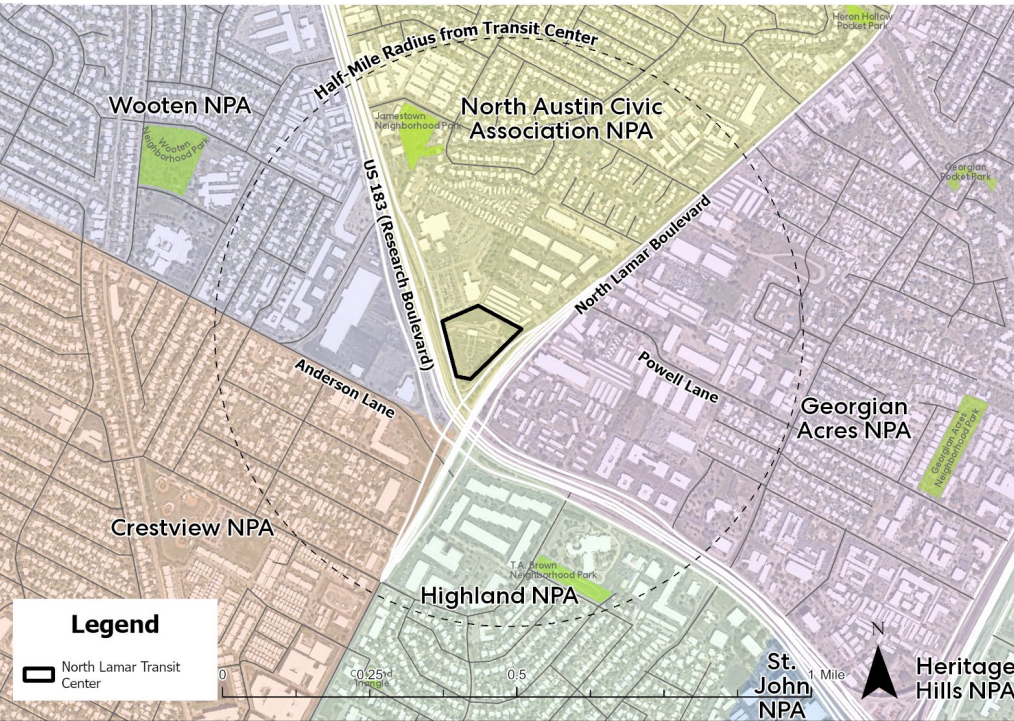 Heron Hollow
Pocket Park
Half-Mile Radius from Transit Center
Wooten NPA
North Austin Civic
Association NPA
Jamestown
Neighborhood Park
Wooten
Neighborhood Park
Georgian
Pocket Park
US 183 (Research Boulevard)
North Lamar Boulevard
Anderson Lane
Powell Lane
Georgian
Acres NPA
Georgian Acres
Neighborhood Park
Crestview NPA
T.A. Brown
Neighborhood Park
Highland NPA
Legend
North Lamar Transit
Center
N
St.
John
NPA
Heritage
Hills NPA
Triangle
0
0.25
0.5
1 Mile